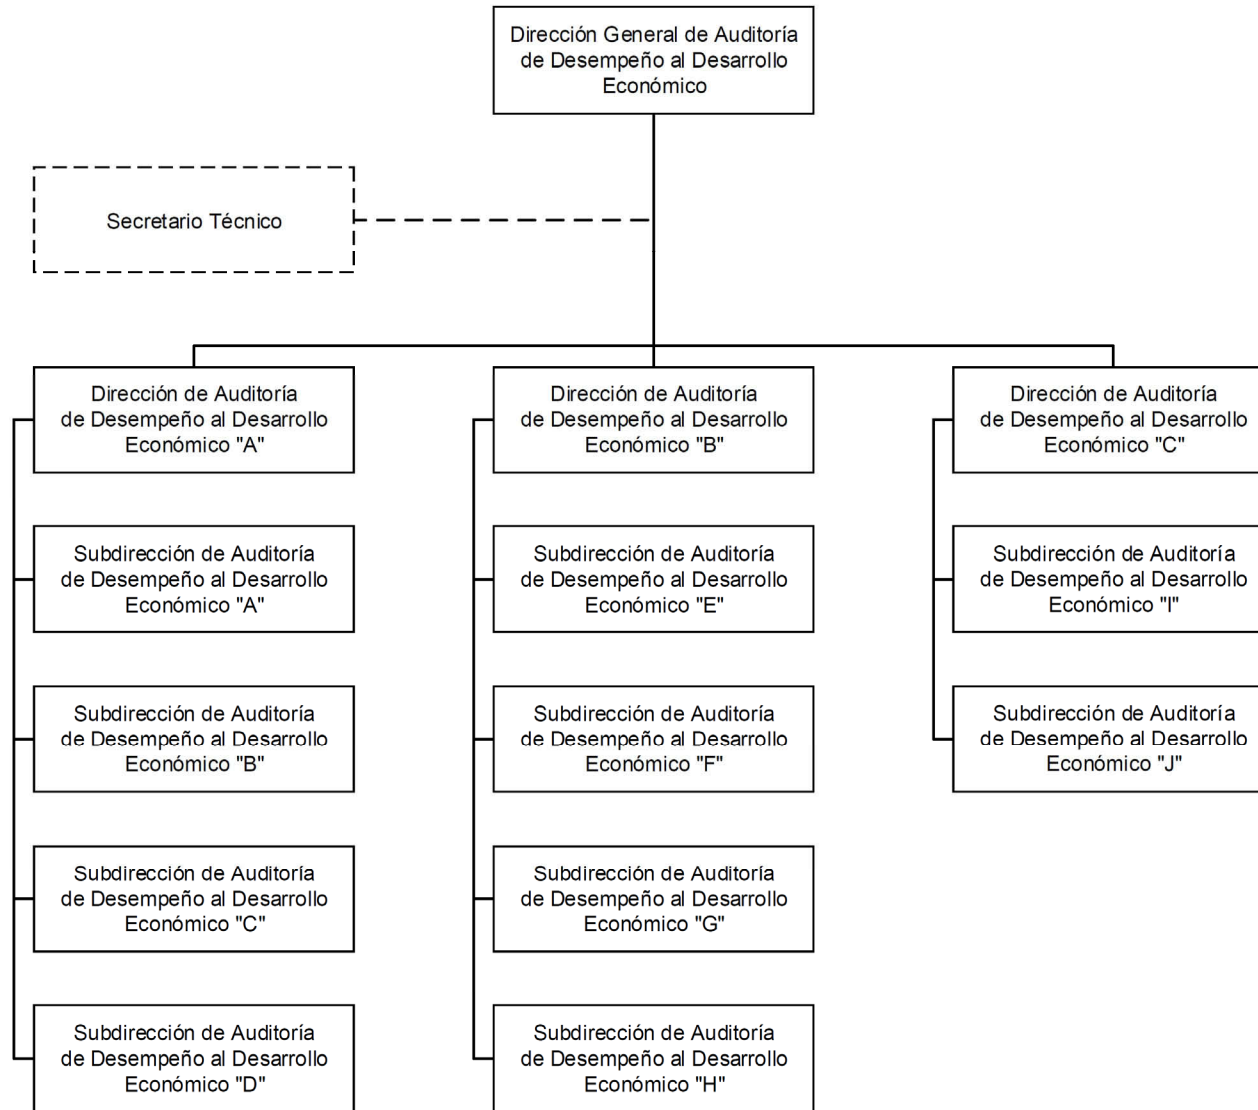 Dirección General de Auditoría
de Desempeño al Desarrollo
Económico
Secretario Técnico
Dirección de Auditoría
de Desempeño al Desarrollo
Económico "A"
Subdirección de Auditoría
de Desempeño al Desarrollo
Económico "A"
Subdirección de Auditoría
de Desempeño al Desarrollo
Económico "B"
Subdirección de Auditoría
de Desempeño al Desarrollo
Económico "C"
Subdirección de Auditoría
de Desempeño al Desarrollo
Económico "D"
Dirección de Auditoría
de Desempeño al Desarrollo
Económico "B"
Subdirección de Auditoría
de Desempeño al Desarrollo
Económico "E"
Subdirección de Auditoría
de Desempeño al Desarrollo
Económico "F"
Subdirección de Auditoría
de Desempeño al Desarrollo
Económico "G"
Subdirección de Auditoría
de Desempeño al Desarrollo
Económico "H"
Dirección de Auditoría
de Desempeño al Desarrollo
Económico "C"
Subdirección de Auditoría
de Desempeño al Desarrollo
Económico "I"
Subdirección de Auditoría
de Desempeño al Desarrollo
Económico "J"